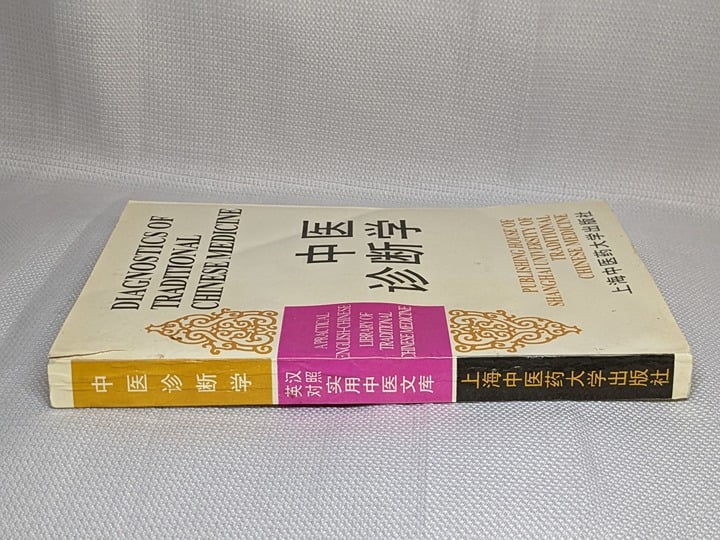 DIAGNOSTICS OF
TRADITIONAL
CHINESE MEDICINE
中医
诊断学
PUBLISHING HOUSE OF
SHANGHAI UNIVERSITY OF
TRADITIONAL
CHINESE MEDICINE
上海中医药大学出版社
A PRACTICAL
ENGLISH-CHINESE
LIBRARY OF
TRADITIONAL
CHINESE MEDICINE
中医诊断学
英汉
对照
实用中医文库
上海中医药大学出版社